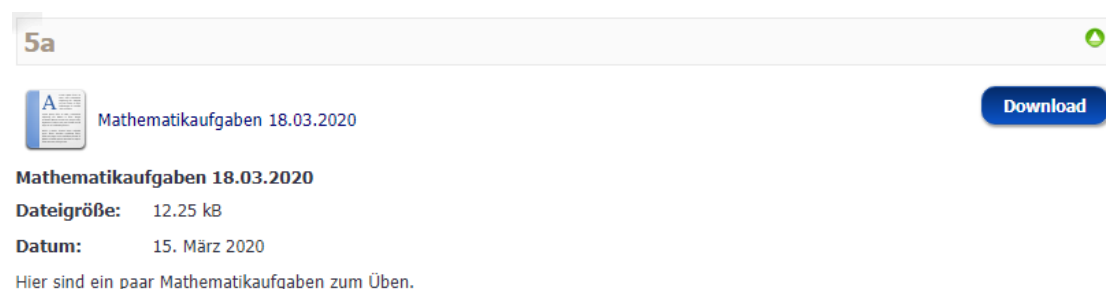 5a
Mathematikaufgaben 18.03.2020
Download
Mathematikaufgaben 18.03.2020
Dateigröße: 12.25 kB
Datum: 15. März 2020
Hier sind ein paar Mathematikaufgaben zum Üben.